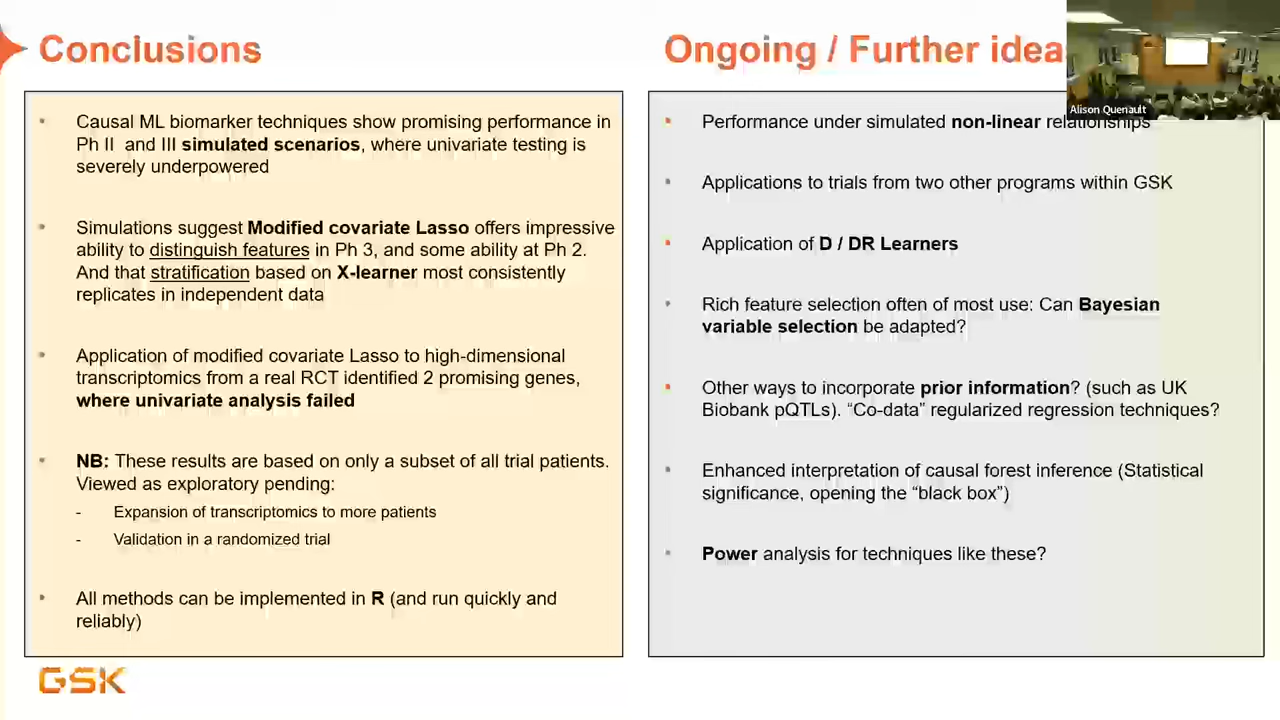 Conclusions
Causal ML biomarker techniques show promising performance in
Ph II and III simulated scenarios, where univariate testing is
severely underpowered
Simulations suggest Modified covariate Lasso offers impressive
ability to distinguish features in Ph 3, and some ability at Ph 2.
And that stratification based on X-learner most consistently
replicates in independent data
Application of modified covariate Lasso to high-dimensional
transcriptomics from a real RCT identified 2 promising genes,
where univariate analysis failed
NB: These results are based on only a subset of all trial patients.
Viewed as exploratory pending:
- Expansion of transcriptomics to more patients
- Validation in a randomized trial
All methods can be implemented in R (and run quickly and
reliably)
GSK
Ongoing / Further idea
Alison Quenault
Performance under simulated non-linear relationships
Applications to trials from two other programs within GSK
Application of D / DR Learners
Rich feature selection often of most use: Can Bayesian
variable selection be adapted?
Other ways to incorporate prior information? (such as UK
Biobank pQTLs). “Co-data” regularized regression techniques?
Enhanced interpretation of causal forest inference (Statistical
significance, opening the “black box”)
Power analysis for techniques like these?